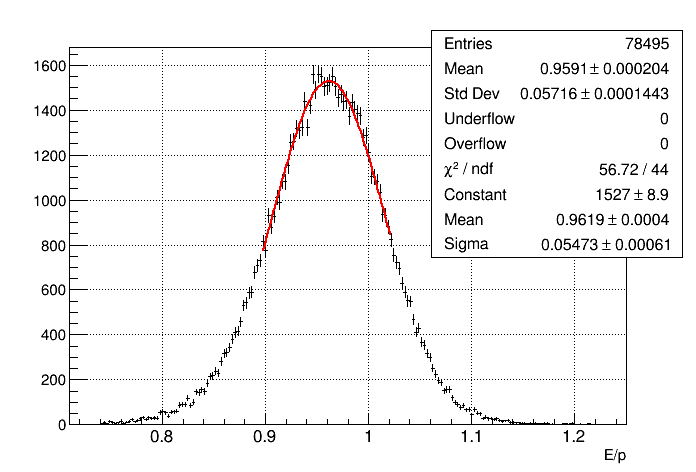 Entries 78495
Mean 0.9591 ± 0.000204
Std Dev 0.05716 ± 0.0001443
Underflow 0
Overflow 0
χ² / ndf 56.72 / 44
Constant 1527 ± 8.9
Mean 0.9619 ± 0.0004
Sigma 0.05473 ± 0.00061
1600
1400
1200
1000
800
600
400
200
0
0.8 0.9 1 1.1 1.2
E/p